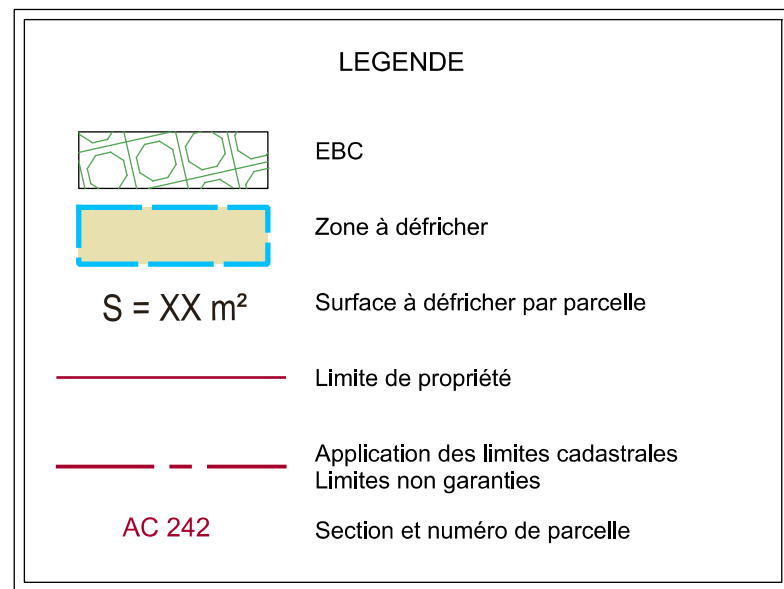 LEGENDE
EBC
Zone à défricher
S = XX m²
Surface à défricher par parcelle
Limite de propriété
Application des limites cadastrales
Limites non garanties
AC 242
Section et numéro de parcelle